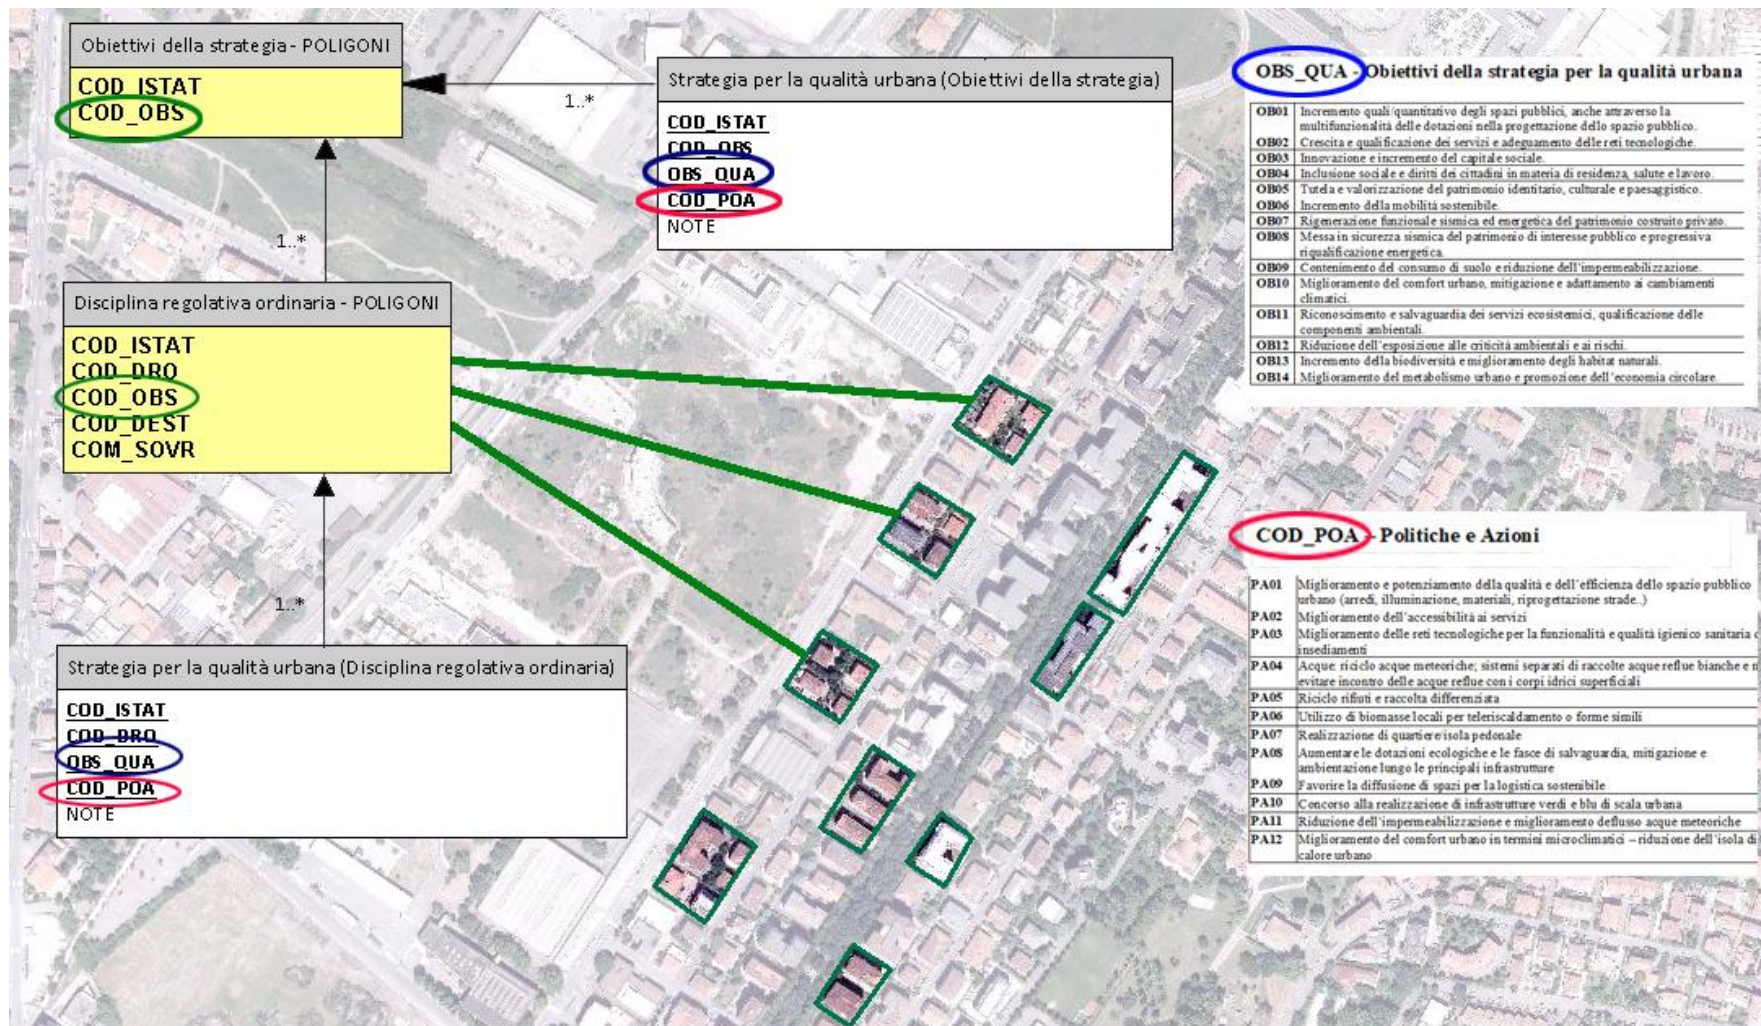 Obiettivi della strategia - POLIGONI
COD_ISTAT
COD_OBS
1..*
Strategia per la qualità urbana (Obiettivi della strategia)
COD_ISTAT
COD_OBS
OBS_QUA
COD_POA
NOTE
1..*
Disciplina regolativa ordinaria - POLIGONI
COD_ISTAT
COD_DRO
COD_OBS
COD_DEST
COM_SOVR
1..*
Strategia per la qualità urbana (Disciplina regolativa ordinaria)
COD_ISTAT
COD_DRO
OBS_QUA
COD_POA
NOTE
OBS_QUA - Obiettivi della strategia per la qualità urbana
OB01 Incremento quali/quantitativo degli spazi pubblici, anche attraverso la
multifunzionalità delle dotazioni nella progettazione dello spazio pubblico.
OB02 Crescita e qualificazione dei servizi e adeguamento delle reti tecnologiche.
OB03 Innovazione e incremento del capitale sociale.
OB04 Inclusione sociale e diritti dei cittadini in materia di residenza, salute e lavoro.
OB05 Tutela e valorizzazione del patrimonio identitario, culturale e paesaggistico.
OB06 Incremento della mobilità sostenibile.
OB07 Rigenerazione funzionale sismica ed energetica del patrimonio costruito privato.
OB08 Messa in sicurezza sismica del patrimonio di interesse pubblico e progressiva
riqualificazione energetica.
OB09 Contenimento del consumo di suolo e riduzione dell'impermeabilizzazione.
OB10 Miglioramento del comfort urbano, mitigazione e adattamento ai cambiamenti
climatici.
OB11 Riconoscimento e salvaguardia dei servizi ecosistemici, qualificazione delle
componenti ambientali.
OB12 Riduzione dell'esposizione alle criticità ambientali e ai rischi.
OB13 Incremento della biodiversità e miglioramento degli habitat naturali.
OB14 Miglioramento del metabolismo urbano e promozione dell'economia circolare.
COD_POA - Politiche e Azioni
PA01 Miglioramento e potenziamento della qualità e dell'efficienza dello spazio pubblico
urbano (arredi, illuminazione, materiali, riprogettazione strade..)
PA02 Miglioramento dell'accessibilità ai servizi
PA03 Miglioramento delle reti tecnologiche per la funzionalità e qualità igienico sanitaria
insediamenti
PA04 Acque: riciclo acque meteoriche; sistemi separati di raccolte acque reflue bianche e
evitare incontro delle acque reflue con i corpi idrici superficiali
PA05 Riciclo rifiuti e raccolta differenziata
PA06 Utilizzo di biomasse locali per teleriscaldamento o forme simili
PA07 Realizzazione di quartiere/isola pedonale
PA08 Aumentare le dotazioni ecologiche e le fasce di salvaguardia, mitigazione e
ambientazione lungo le principali infrastrutture
PA09 Favorire la diffusione di spazi per la logistica sostenibile
PA10 Concorso alla realizzazione di infrastrutture verdi e blu di scala urbana
PA11 Riduzione dell'impermeabilizzazione e miglioramento deflusso acque meteoriche
PA12 Miglioramento del comfort urbano in termini microclimatici – riduzione dell'isola di
calore urbano